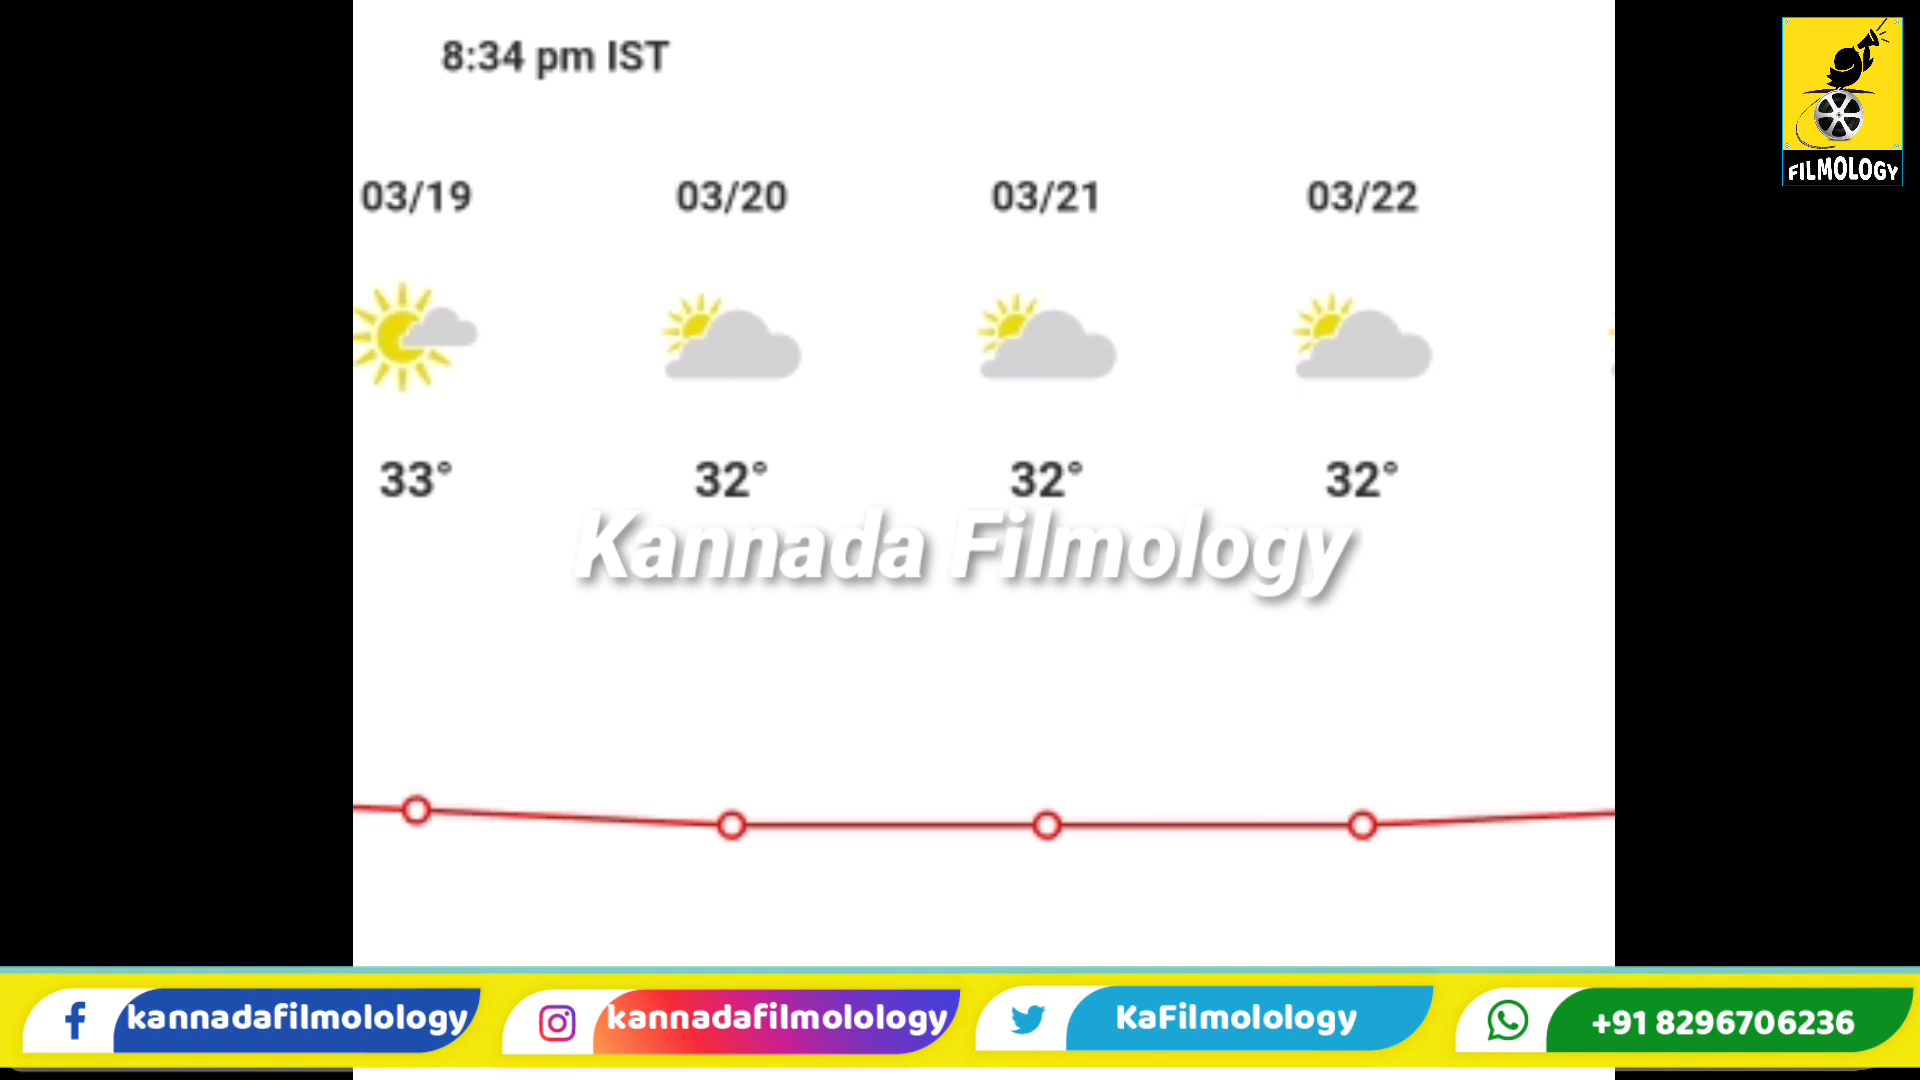 8:34 pm IST
FILMOLOGY
03/19 03/20 03/21 03/22
33° 32° 32° 32°
Kannada Filmology
kannadafilmolology kannadafilmolology KaFilmolology +91 8296706236